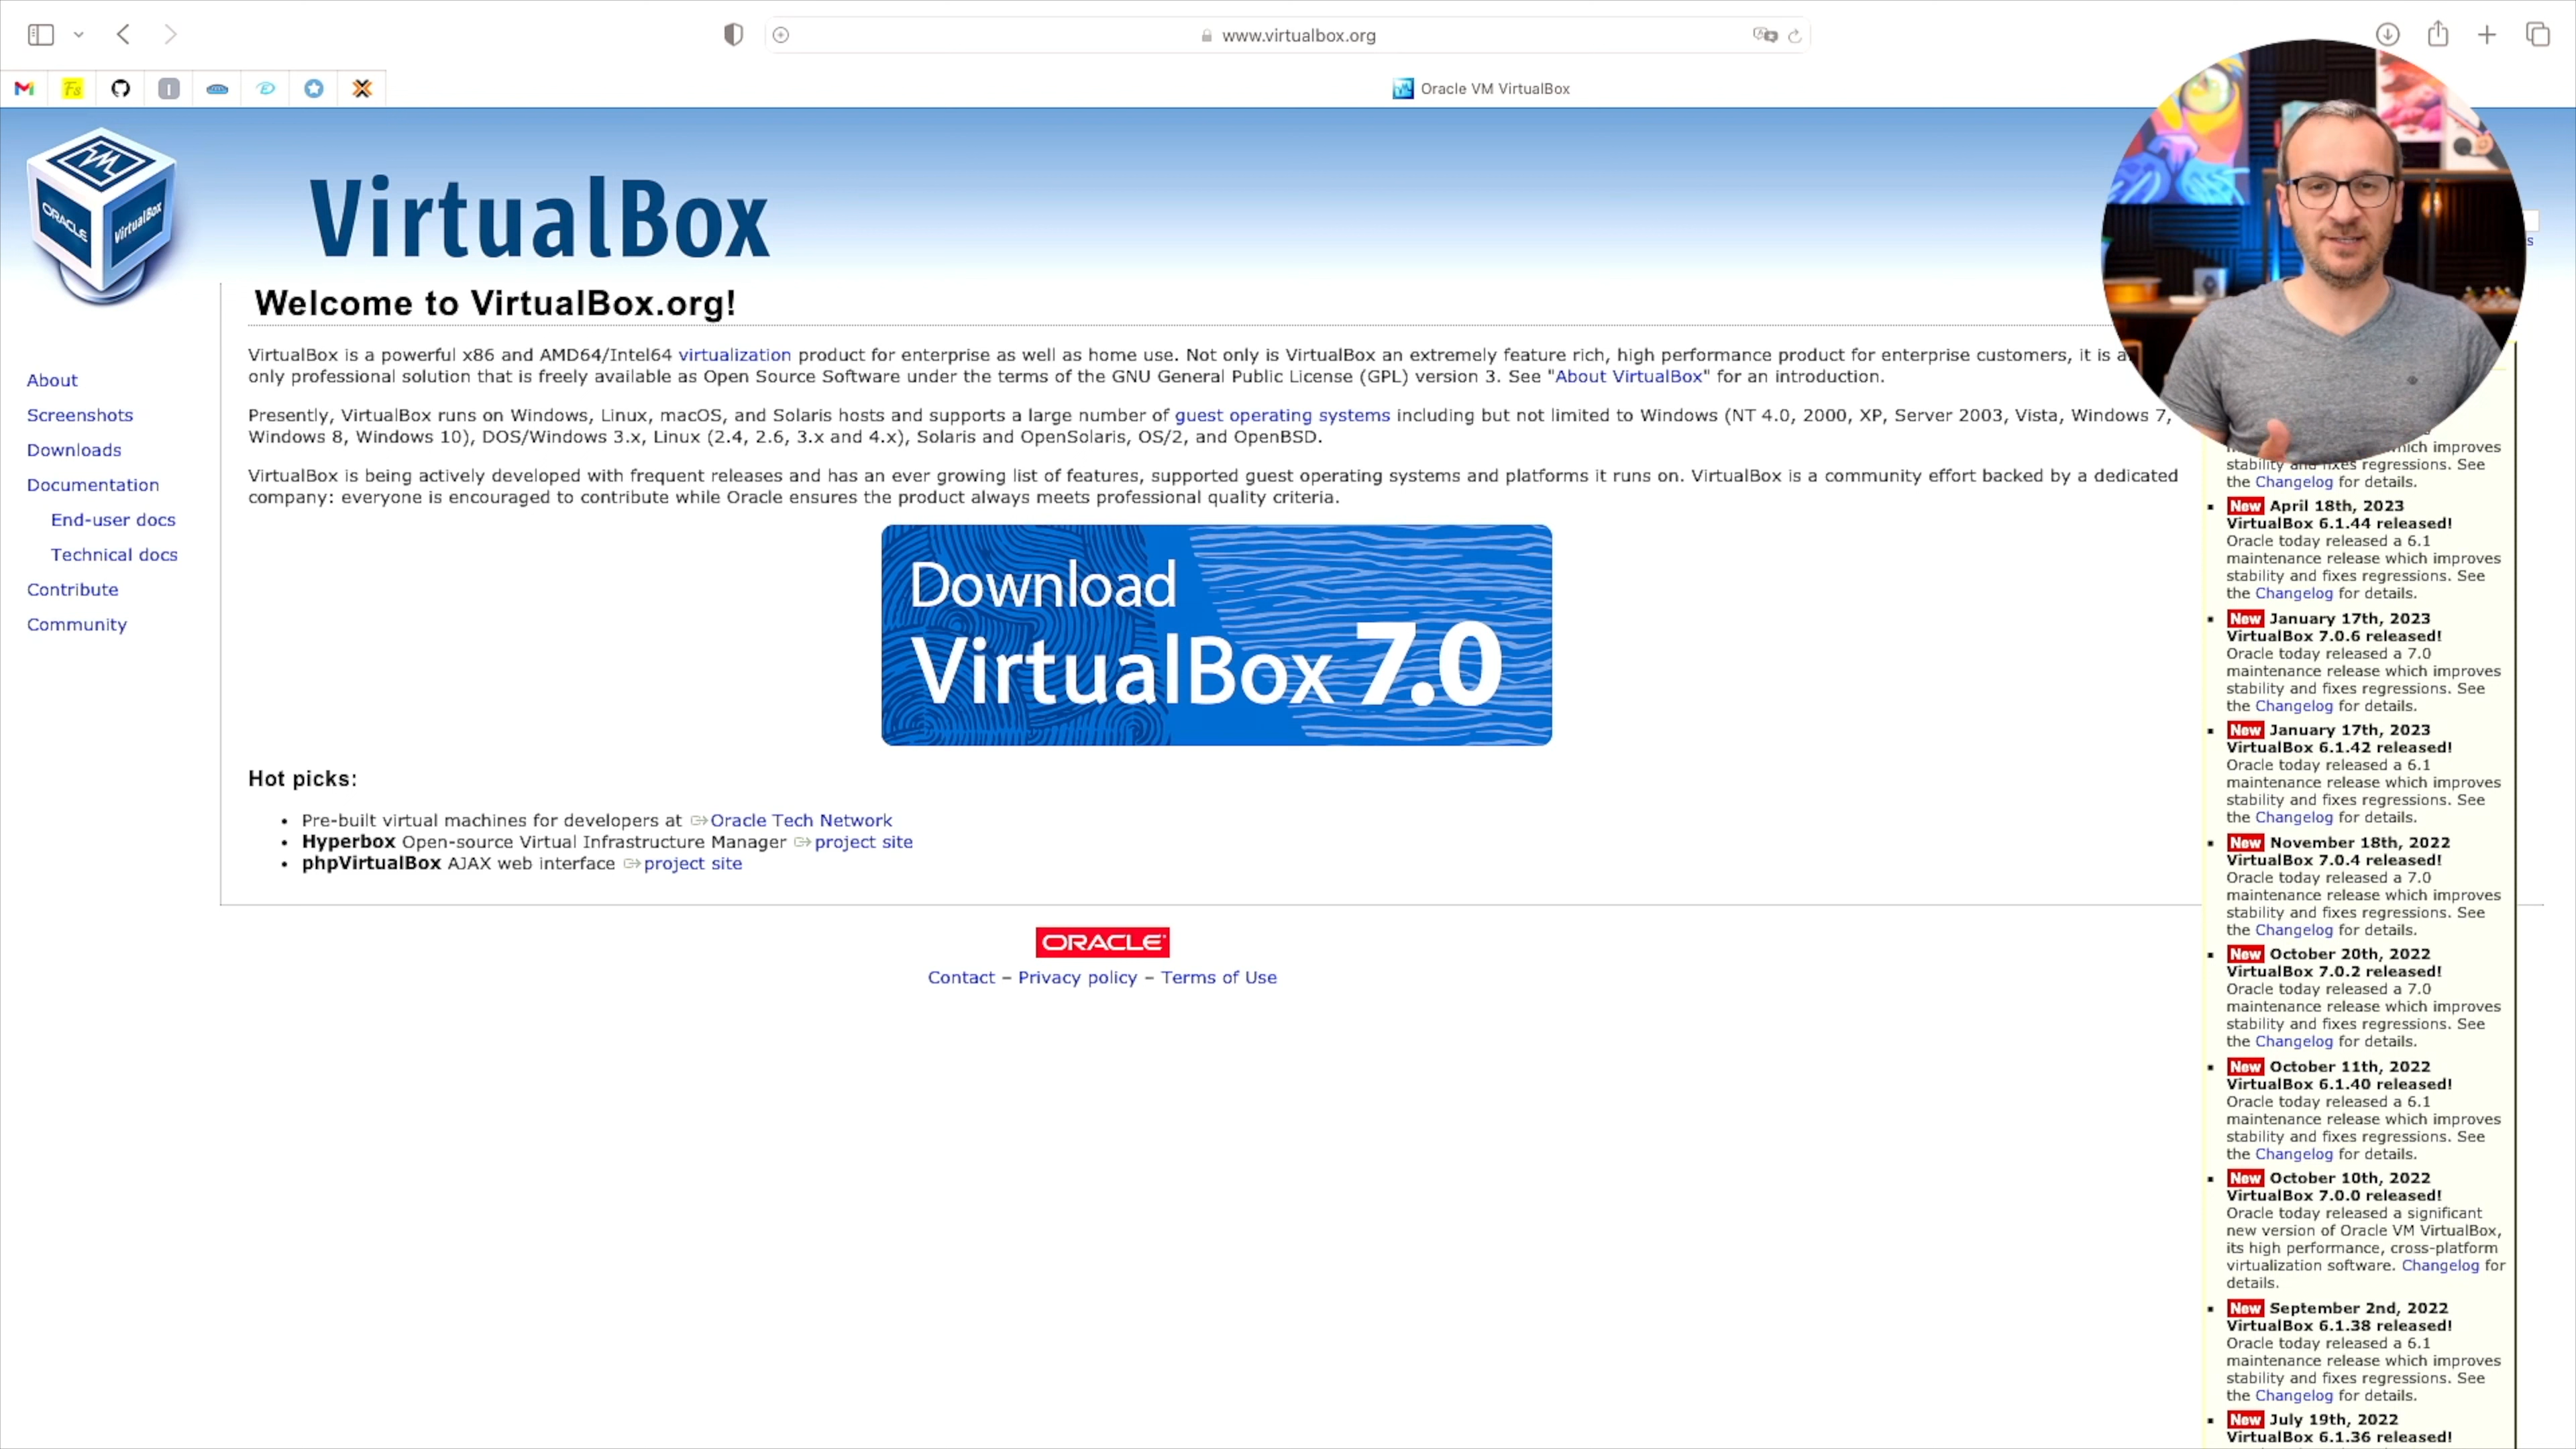 www.virtualbox.org
Fs
Oracle VM VirtualBox
ORACLE
VirtualBox
VirtualBox
Welcome to VirtualBox.org!
VirtualBox is a powerful x86 and AMD64/Intel64 virtualization product for enterprise as well as home use. Not only is VirtualBox an extremely feature rich, high performance product for enterprise customers, it is
only professional solution that is freely available as Open Source Software under the terms of the GNU General Public License (GPL) version 3. See "About VirtualBox" for an introduction.
Presently, VirtualBox runs on Windows, Linux, macOS, and Solaris hosts and supports a large number of guest operating systems including but not limited to Windows (NT 4.0, 2000, XP, Server 2003, Vista, Windows 7,
Windows 8, Windows 10), DOS/Windows 3.x, Linux (2.4, 2.6, 3.x and 4.x), Solaris and OpenSolaris, OS/2, and OpenBSD.
VirtualBox is being actively developed with frequent releases and has an ever growing list of features, supported guest operating systems and platforms it runs on. VirtualBox is a community effort backed by a dedicated
company: everyone is encouraged to contribute while Oracle ensures the product always meets professional quality criteria.
About
Screenshots
Downloads
Documentation
End-user docs
Technical docs
Contribute
Community
Download
VirtualBox 7.0
Hot picks:
• Pre-built virtual machines for developers at Oracle Tech Network
• Hyperbox Open-source Virtual Infrastructure Manager project site
• phpVirtualBox AJAX web interface project site
ORACLE
Contact – Privacy policy – Terms of Use
improves
stability and fixes regressions. See
the Changelog for details.
New April 18th, 2023
VirtualBox 6.1.44 released!
Oracle today released a 6.1
maintenance release which improves
stability and fixes regressions. See
the Changelog for details.
New January 17th, 2023
VirtualBox 7.0.6 released!
Oracle today released a 7.0
maintenance release which improves
stability and fixes regressions. See
the Changelog for details.
New January 17th, 2023
VirtualBox 6.1.42 released!
Oracle today released a 6.1
maintenance release which improves
stability and fixes regressions. See
the Changelog for details.
New November 18th, 2022
VirtualBox 7.0.4 released!
Oracle today released a 7.0
maintenance release which improves
stability and fixes regressions. See
the Changelog for details.
New October 20th, 2022
VirtualBox 7.0.2 released!
Oracle today released a 7.0
maintenance release which improves
stability and fixes regressions. See
the Changelog for details.
New October 11th, 2022
VirtualBox 6.1.40 released!
Oracle today released a 6.1
maintenance release which improves
stability and fixes regressions. See
the Changelog for details.
New October 10th, 2022
VirtualBox 7.0.0 released!
Oracle today released a significant
new version of Oracle VM VirtualBox,
its high performance, cross-platform
virtualization software. Changelog for
details.
New September 2nd, 2022
VirtualBox 6.1.38 released!
Oracle today released a 6.1
maintenance release which improves
stability and fixes regressions. See
the Changelog for details.
New July 19th, 2022
VirtualBox 6.1.36 released!